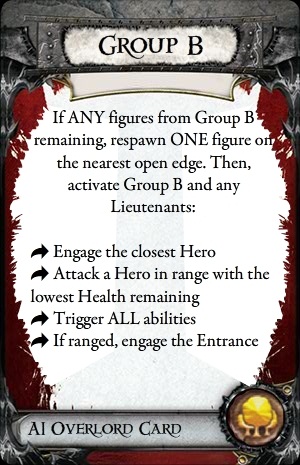 Group B
If ANY figures from Group B
remaining, respawn ONE figure on
the nearest open edge. Then,
activate Group B and any
Lieutenants:
Engage the closest Hero
Attack a Hero in range with the
lowest Health remaining
Trigger ALL abilities
If ranged, engage the Entrance
AI Overlord Card